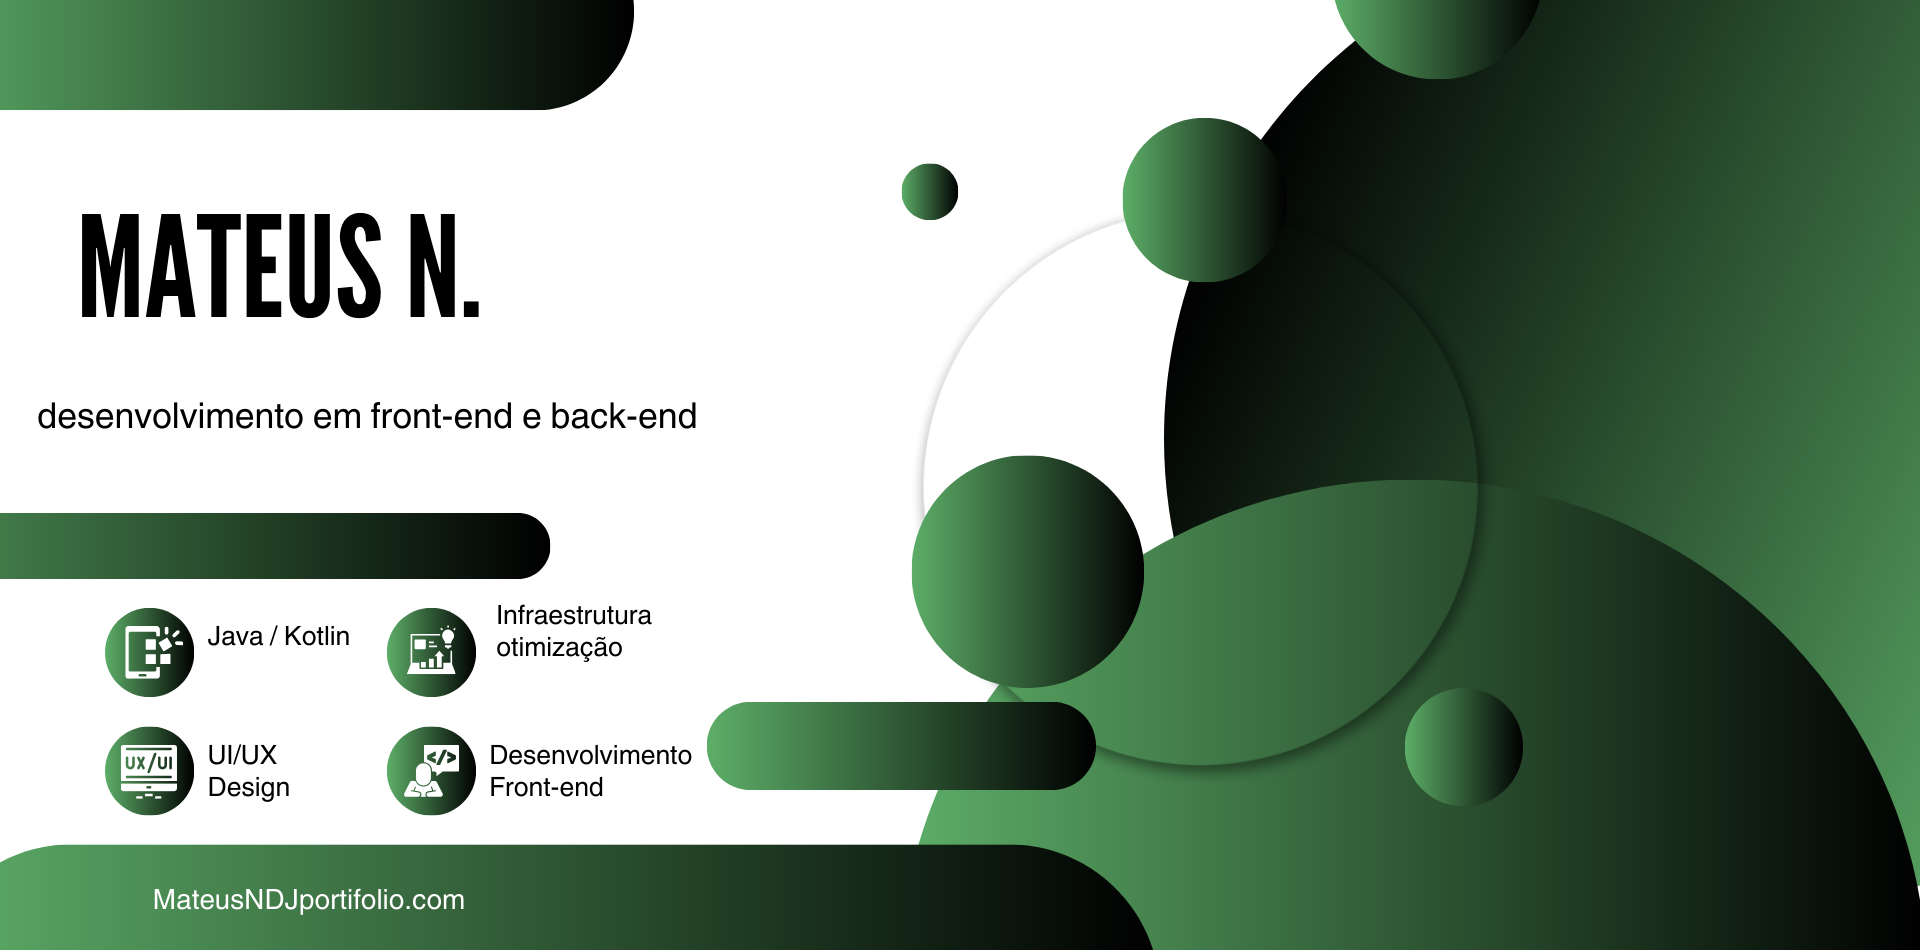 MATEUS N.
desenvolvimento em front-end e back-end
Java / Kotlin
Infraestrutura
otimização
UX/UI
UI/UX
Design
</>
Desenvolvimento
Front-end
MateusNDJportifolio.com